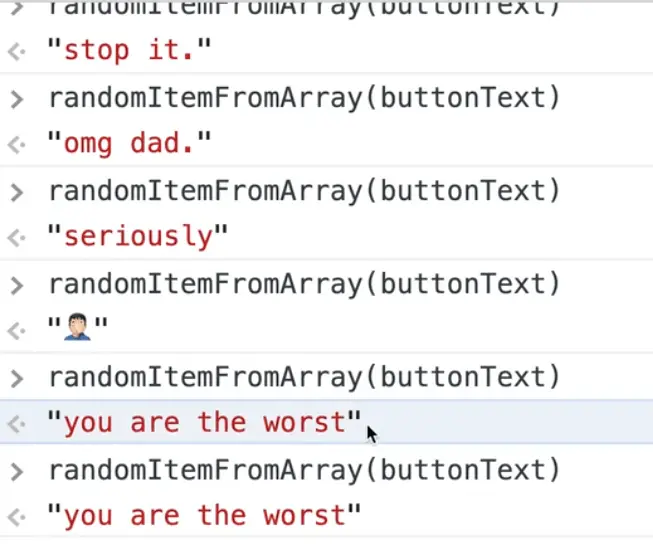 > randomItemFromArray(buttonText)
<· "stop it."
> randomItemFromArray(buttonText)
<· "omg dad."
> randomItemFromArray(buttonText)
<· "seriously"
> randomItemFromArray(buttonText)
<· "🤦🏻‍♂️"
> randomItemFromArray(buttonText)
<· "you are the worst"
> randomItemFromArray(buttonText)
<· "you are the worst"